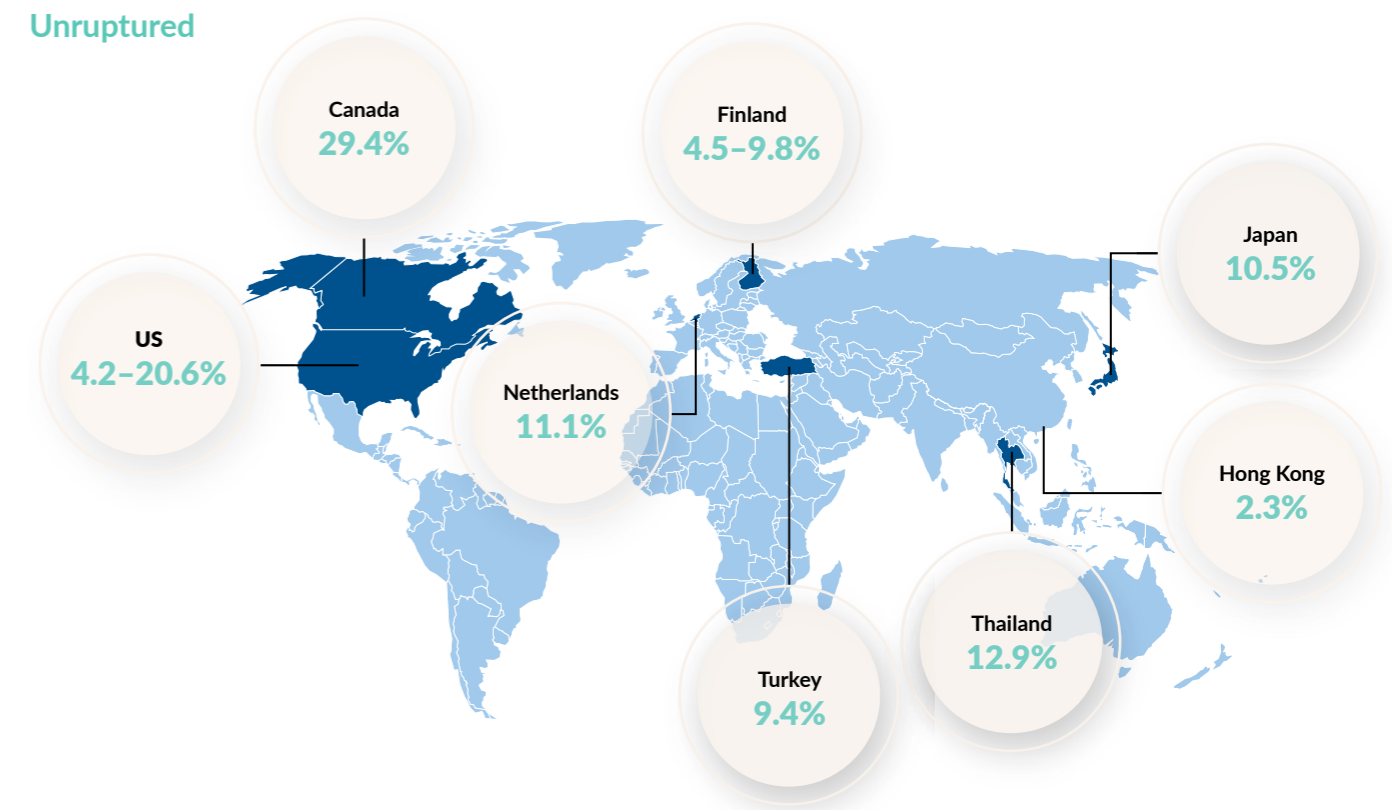 Unruptured
Canada
29.4%
Finland
4.5–9.8%
Japan
10.5%
US
4.2–20.6%
Netherlands
11.1%
Hong Kong
2.3%
Thailand
12.9%
Turkey
9.4%